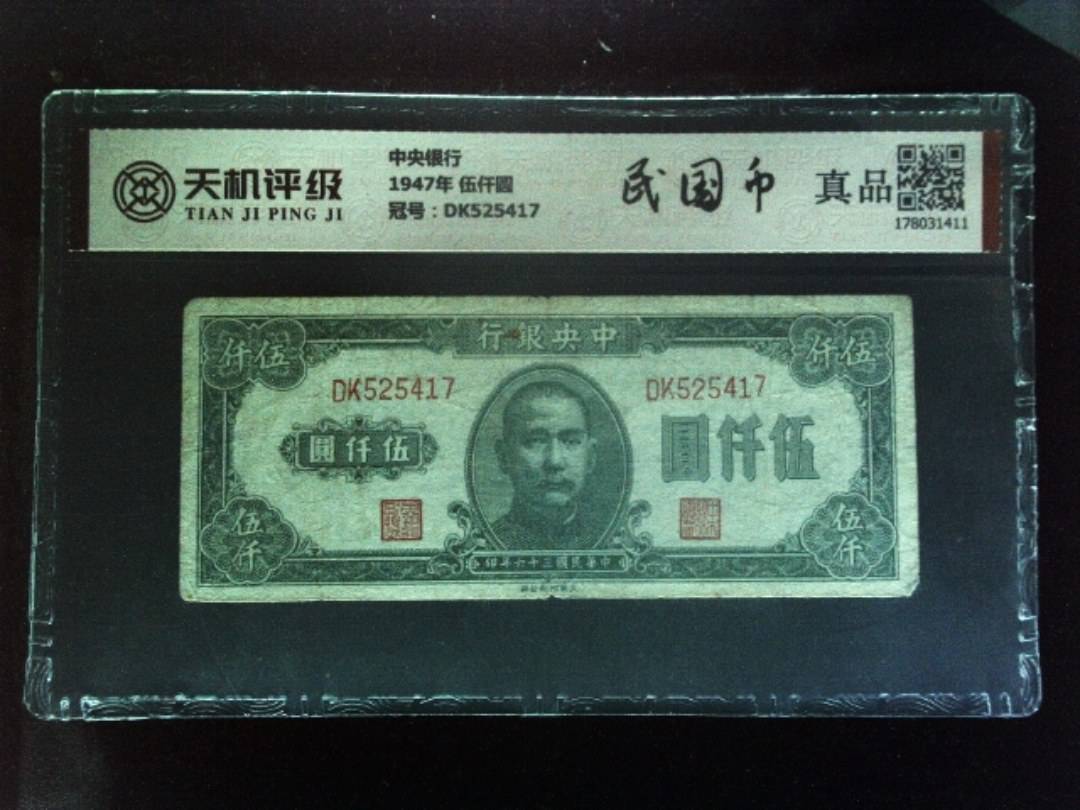 天机评级
TIAN JI PING JI
中央银行
1947年 伍仟圆
冠号：DK525417
民国币
真品
178031411
行銀央中
仟伍
仟伍
DK525417
DK525417
圓仟伍
圓仟伍
伍仟
伍仟
印年六十三國民華中